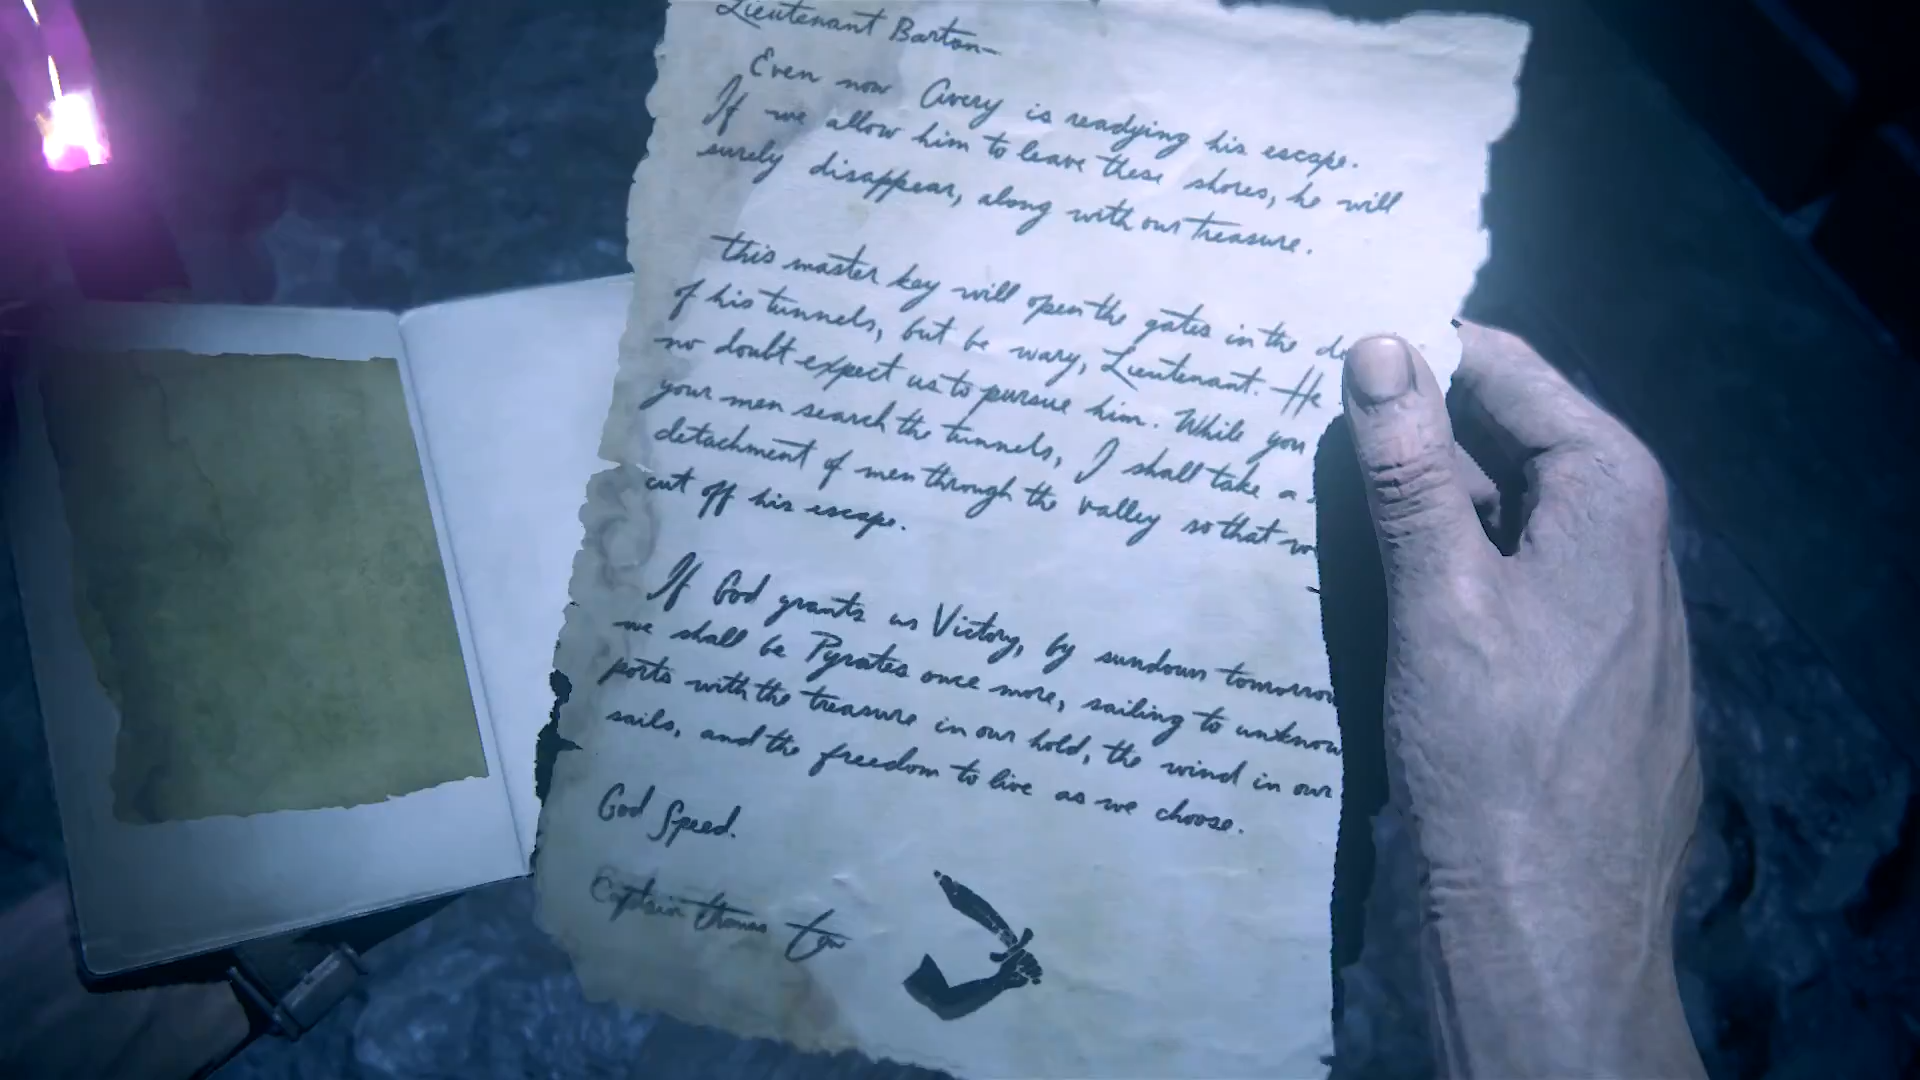 Lieutenant Barton—
Even now Avery is readying his escape.
If we allow him to leave these shores, he will
surely disappear, along with our treasure.
this master key will open the gates in the
of his tunnels, but be wary, Lieutenant. He
no doubt expect us to pursue him. While you
your men search the tunnels, I shall take a
detachment of men through the valley so that
cut off his escape.
If God grants us Victory, by sundown
we shall be Pyrates once more, sailing to
ports with the treasure in our hold, the wind in our
sails, and the freedom to live as we choose.
God Speed.
Captain Thomas Tew